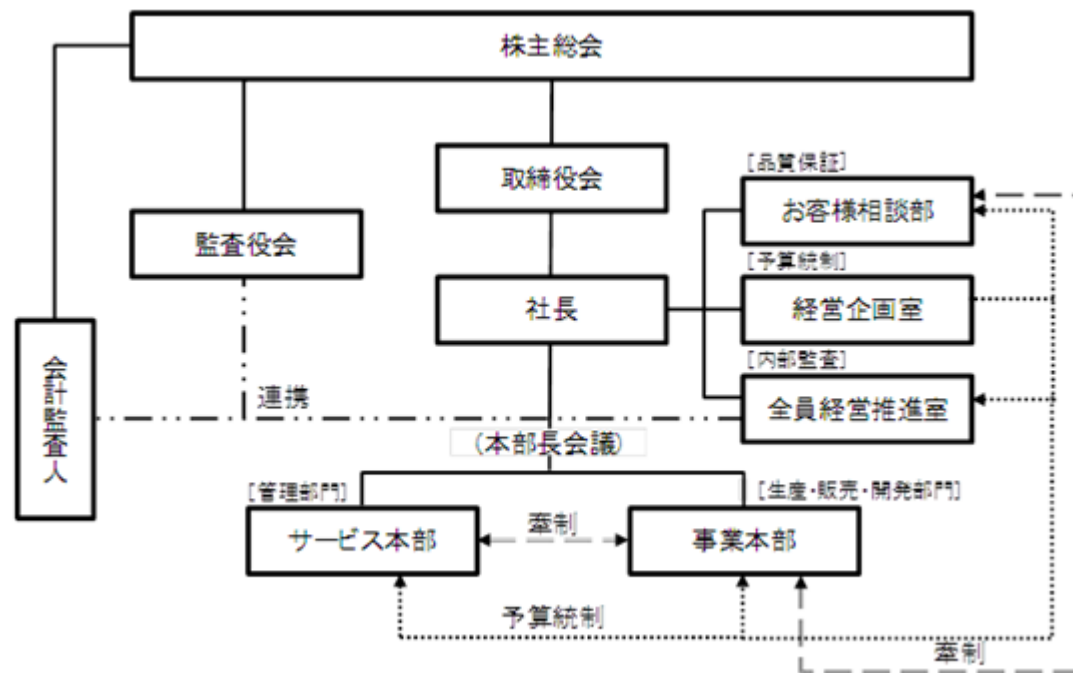 株主総会
取締役会
[品質保証]
お客様相談部
監査役会
[予算統制]
社長
経営企画室
[内部監査]
会計監査人
連携
全員経営推進室
(本部長会議)
[管理部門]
[生産・販売・開発部門]
サービス本部
牽制
事業本部
予算統制
牽制